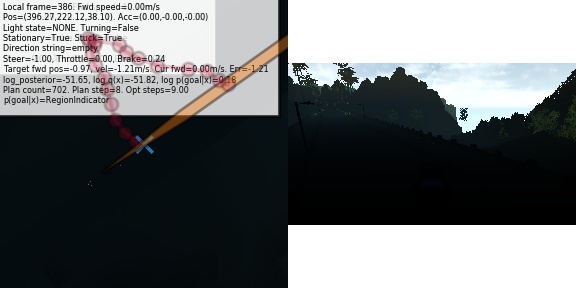 Local frame=386. Fwd speed=0.00m/s
Pos=(396.27,222.12,38.10). Acc=(0.00,-0.00,-0.00)
Light state=NONE. Turning=False
Stationary=True. Stuck=True
Direction string=empty
Steer=-1.00, Throttle=0.00, Brake=0.24
Target fwd pos=-0.97, vel=-1.21m/s. Cur fwd=0.00m/s. Err=-1.21
log_posterior=-51.65, log q(x)=-51.82, log p(goal|x)=0.18
Plan count=702. Plan step=8. Opt steps=9.00
p(goal|x)=RegionIndicator